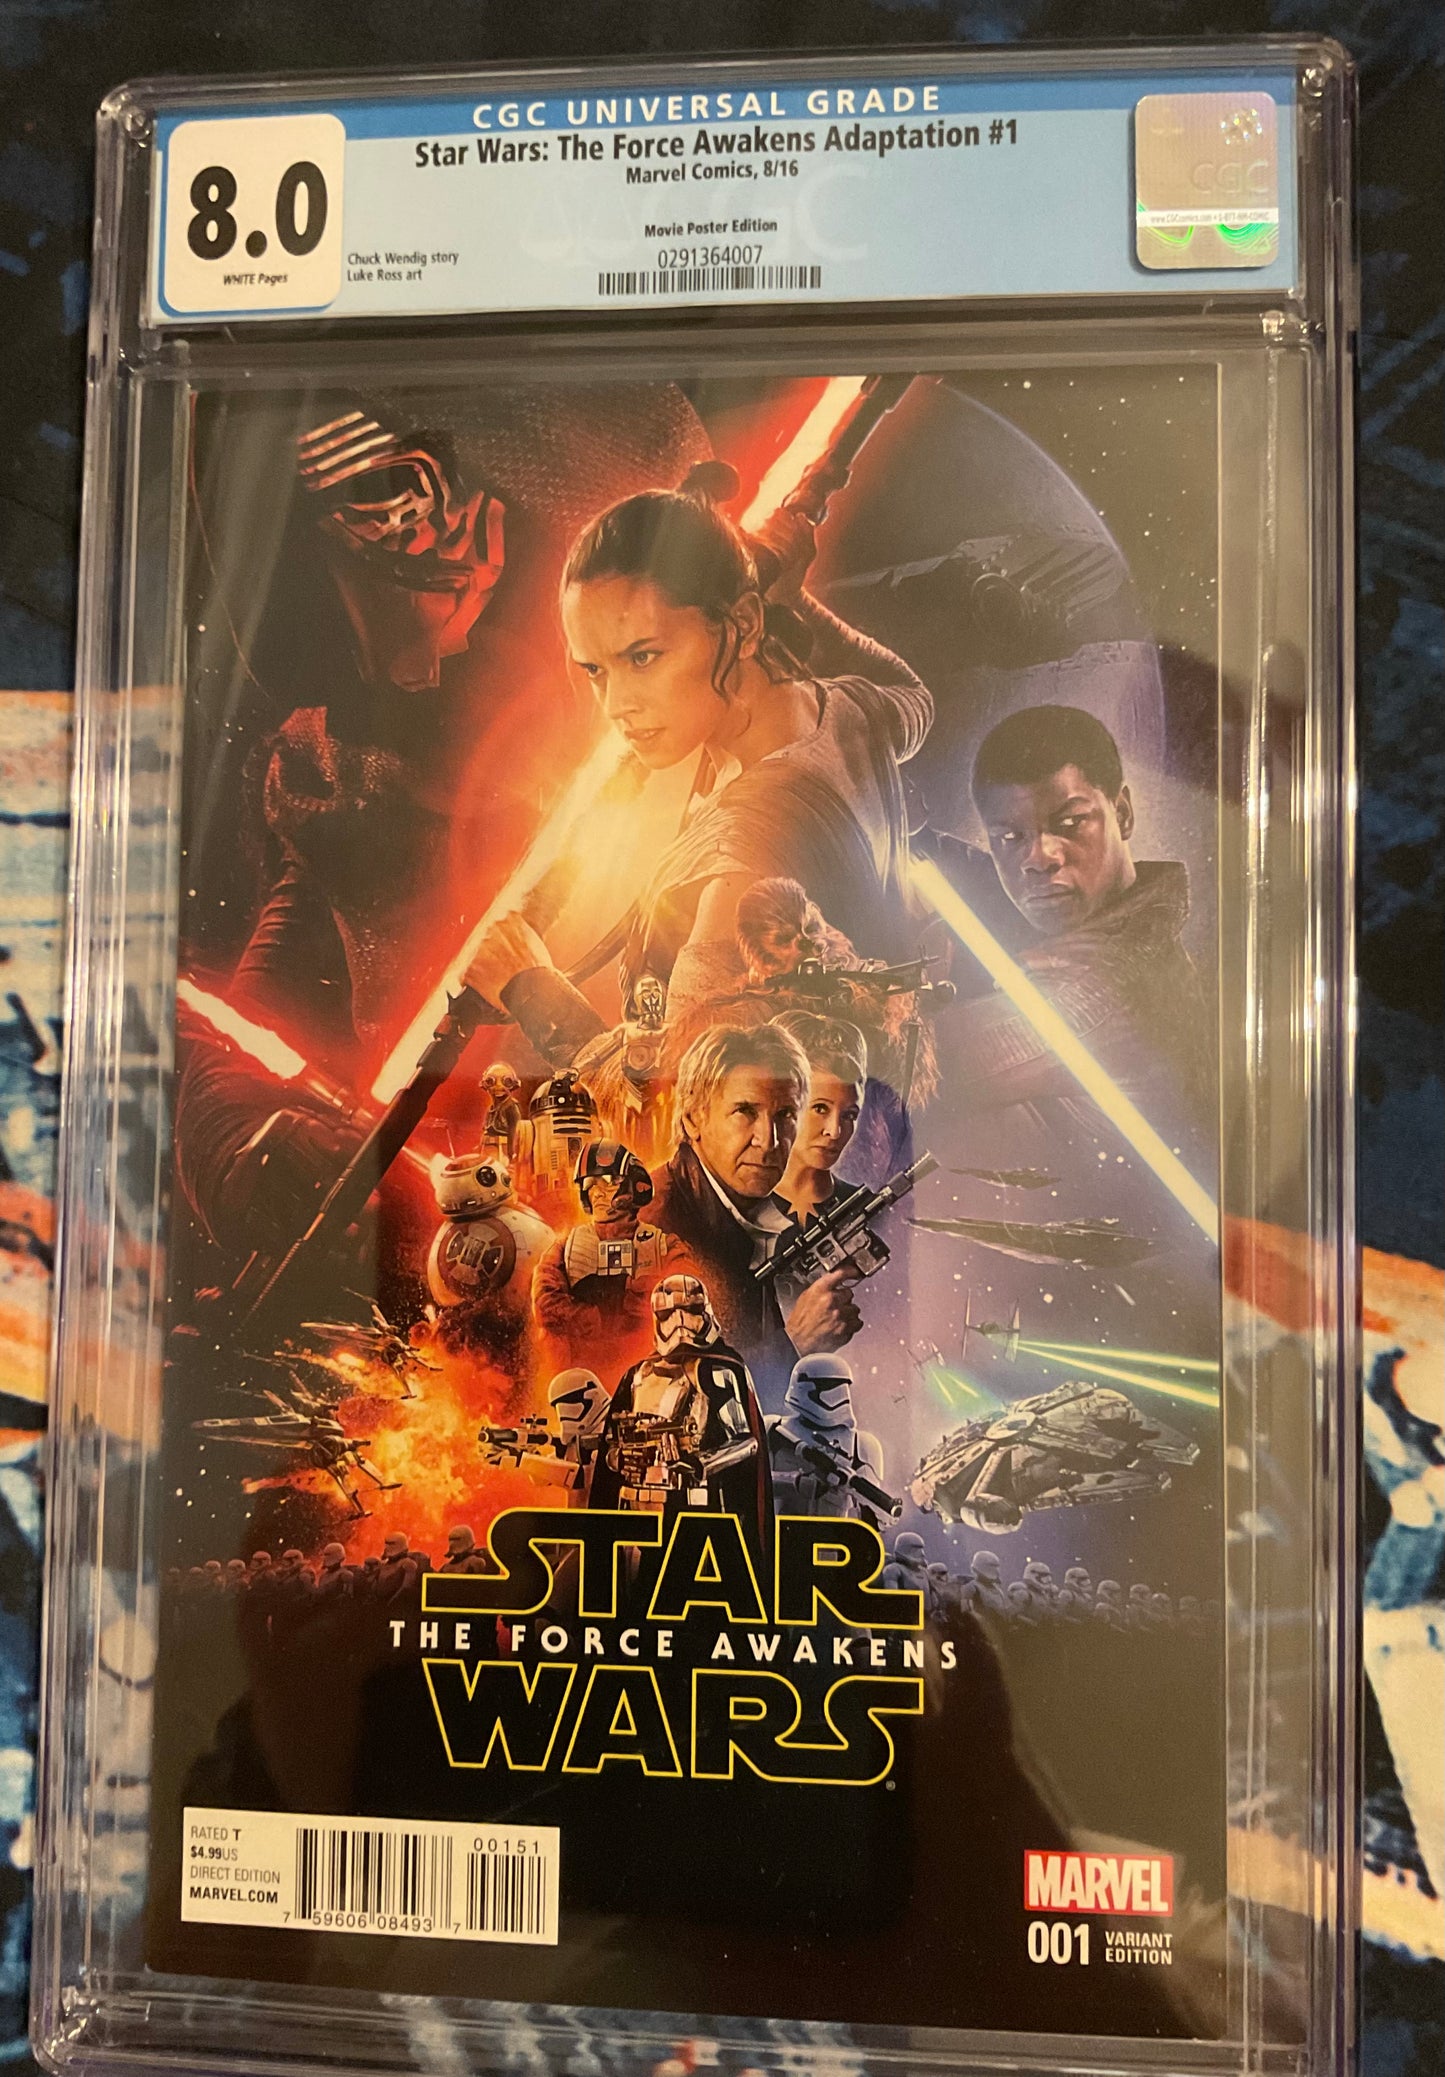 CGC UNIVERSAL GRADE
8.0
WHITE Pages
Star Wars: The Force Awakens Adaptation #1
Marvel Comics, 8/16
Movie Poster Edition
0291364007
Chuck Wendig story
Luke Ross art
CGC
STAR
THE FORCE AWAKENS
WARS
®
RATED T
$4.99US
DIRECT EDITION
MARVEL.COM
00151
7 59606 08493 7
MARVEL
001 VARIANT EDITION